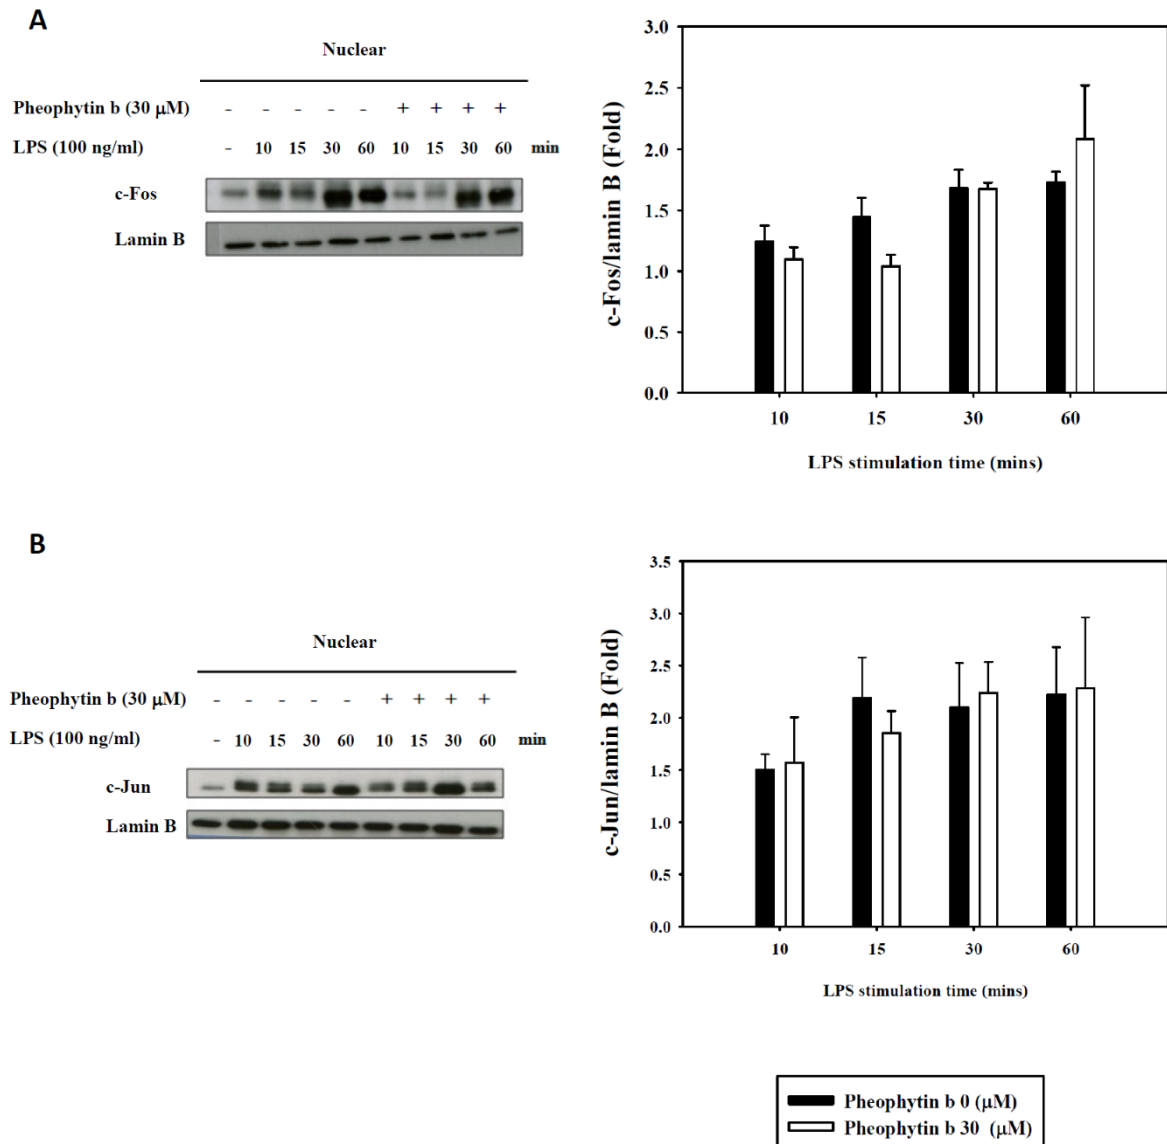 A
Nuclear
Pheophytin b (30 μM) - - - - - + + + +
LPS (100 ng/ml) - 10 15 30 60 10 15 30 60 min
c-Fos
Lamin B
c-Fos/lamin B (Fold)
3.0
2.5
2.0
1.5
1.0
0.5
0.0
10 15 30 60
LPS stimulation time (mins)
B
Nuclear
Pheophytin b (30 μM) - - - - - + + + +
LPS (100 ng/ml) - 10 15 30 60 10 15 30 60 min
c-Jun
Lamin B
c-Jun/lamin B (Fold)
3.5
3.0
2.5
2.0
1.5
1.0
0.5
0.0
10 15 30 60
LPS stimulation time (mins)
Pheophytin b 0 (μM)
Pheophytin b 30 (μM)